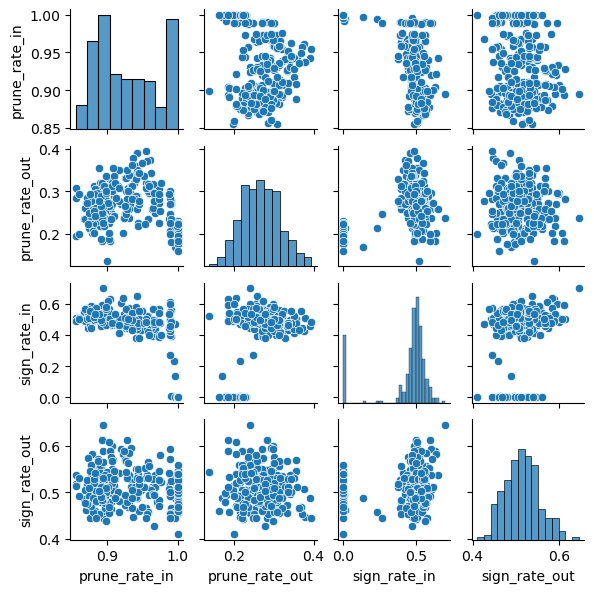 prune_rate_in
1.00
0.95
0.90
0.85
prune_rate_out
0.4
0.3
0.2
sign_rate_in
0.6
0.4
0.2
0.0
sign_rate_out
0.6
0.5
0.4
0.9 1.0 0.2 0.4 0.0 0.5 0.4 0.6
prune_rate_in prune_rate_out sign_rate_in sign_rate_out